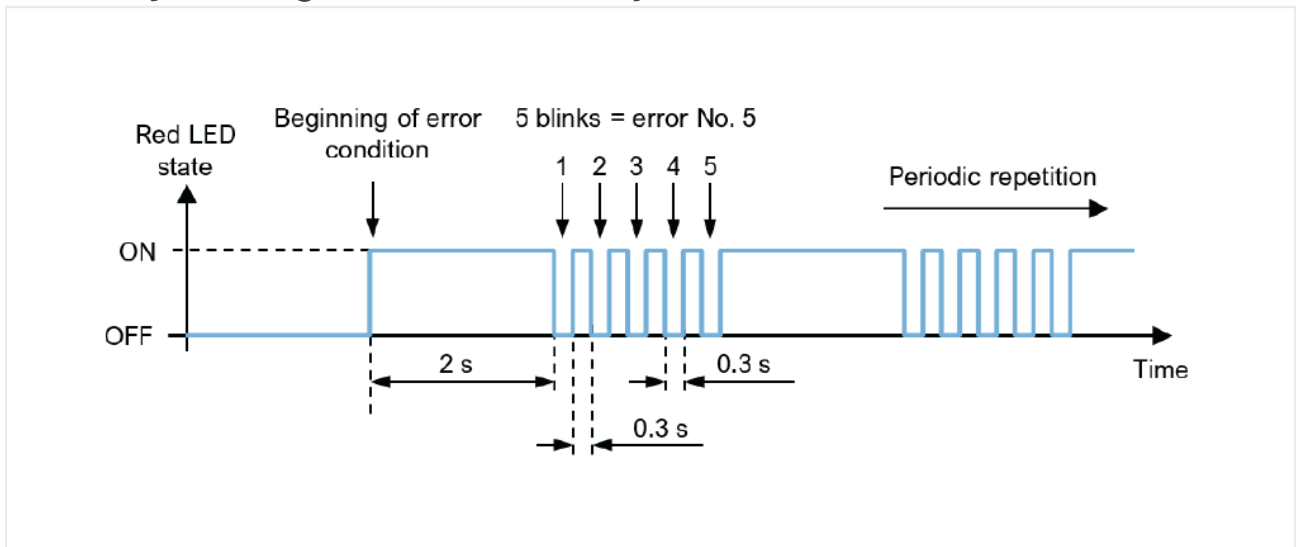 Beginning of error
condition
5 blinks = error No. 5
Red LED
state
1 2 3 4 5
Periodic repetition
ON
OFF
2 s
0.3 s
Time
0.3 s